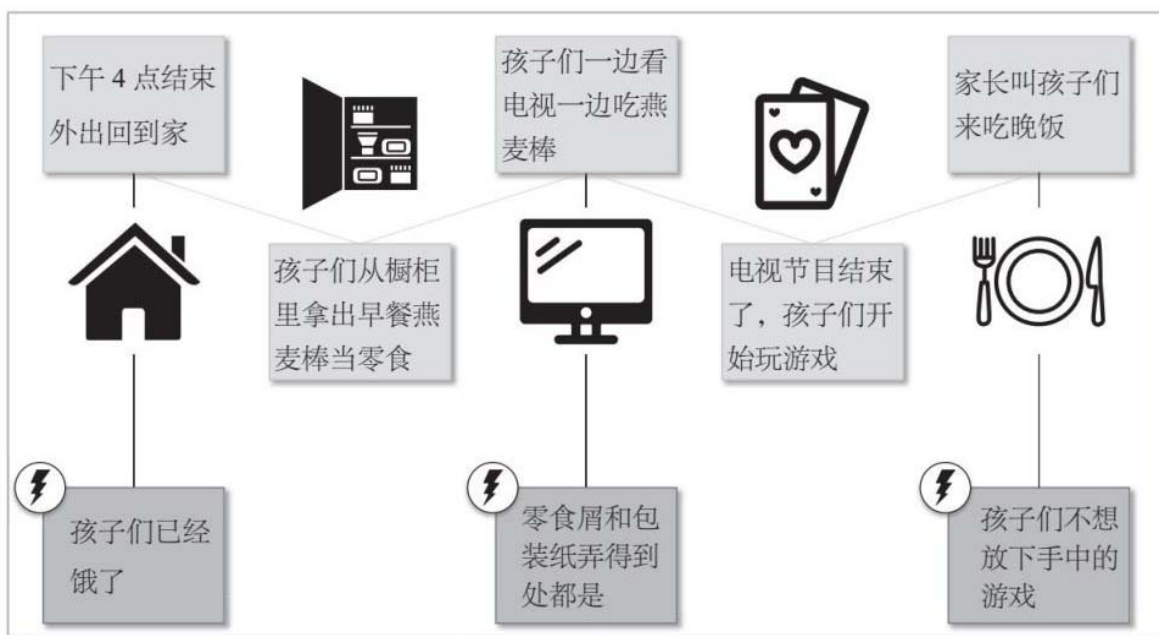 下午 4 点结束
外出回到家
孩子们从橱柜
里拿出早餐燕
麦棒当零食
孩子们一边看
电视一边吃燕
麦棒
电视节目结束
了，孩子们开
始玩游戏
家长叫孩子们
来吃晚饭
孩子们已经
饿了
零食屑和包
装纸弄得到
处都是
孩子们不想
放下手中的
游戏